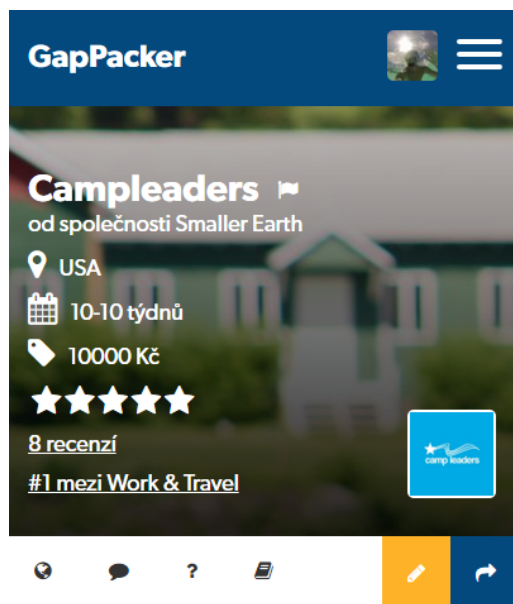 GapPacker
Campleaders
od společnosti Smaller Earth
USA
10-10 týdnů
10000 Kč
8 recenzí
#1 mezi Work & Travel
camp leaders
?